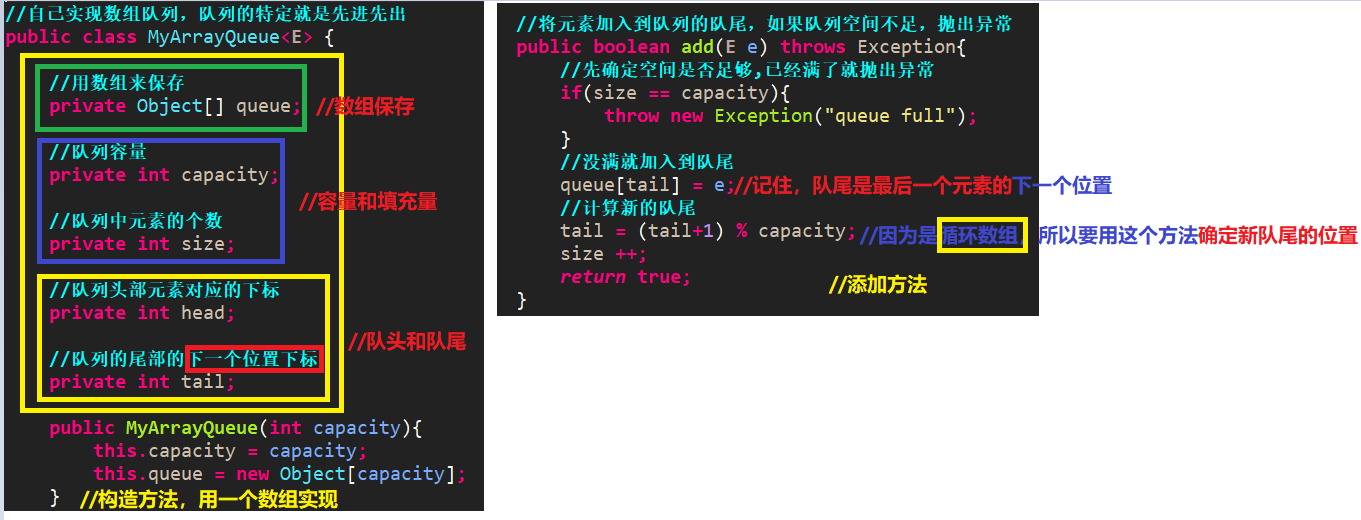 //自己实现数组队列，队列的特定就是先进先出
public class MyArrayQueue<E> {
//用数组来保存
private Object[] queue; //数组保存
//队列容量
private int capacity;
//容量和填充量
//队列中元素的个数
private int size;
//队列头部元素对应的下标
private int head;
//队头和队尾
//队列的尾部的下一个位置下标
private int tail;
public MyArrayQueue(int capacity){
this.capacity = capacity;
this.queue = new Object[capacity];
} //构造方法，用一个数组实现
//将元素加入到队列的队尾，如果队列空间不足，抛出异常
public boolean add(E e) throws Exception{
//先确定空间是否足够,已经满了就抛出异常
if(size == capacity){
throw new Exception("queue full");
}
//没满就加入到队尾
queue[tail] = e;//记住，队尾是最后一个元素的下一个位置
//计算新的队尾
tail = (tail+1) % capacity; //因为是循环数组，所以要用这个方法确定新队尾的位置
size ++;
return true;
//添加方法
}